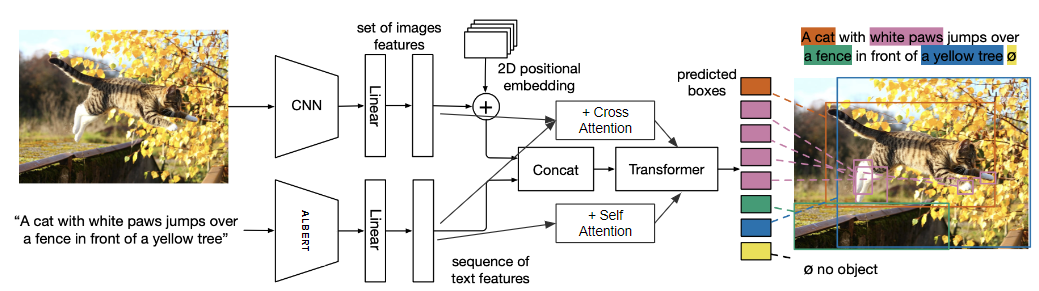 set of images
features
2D positional
embedding
CNN
Linear
+
+ Cross
Attention
Concat
Transformer
predicted
boxes
A cat with white paws jumps over
a fence in front of a yellow tree ø
“A cat with white paws jumps over
a fence in front of a yellow tree”
ALBERT
Linear
+ Self
Attention
sequence of
text features
ø no object